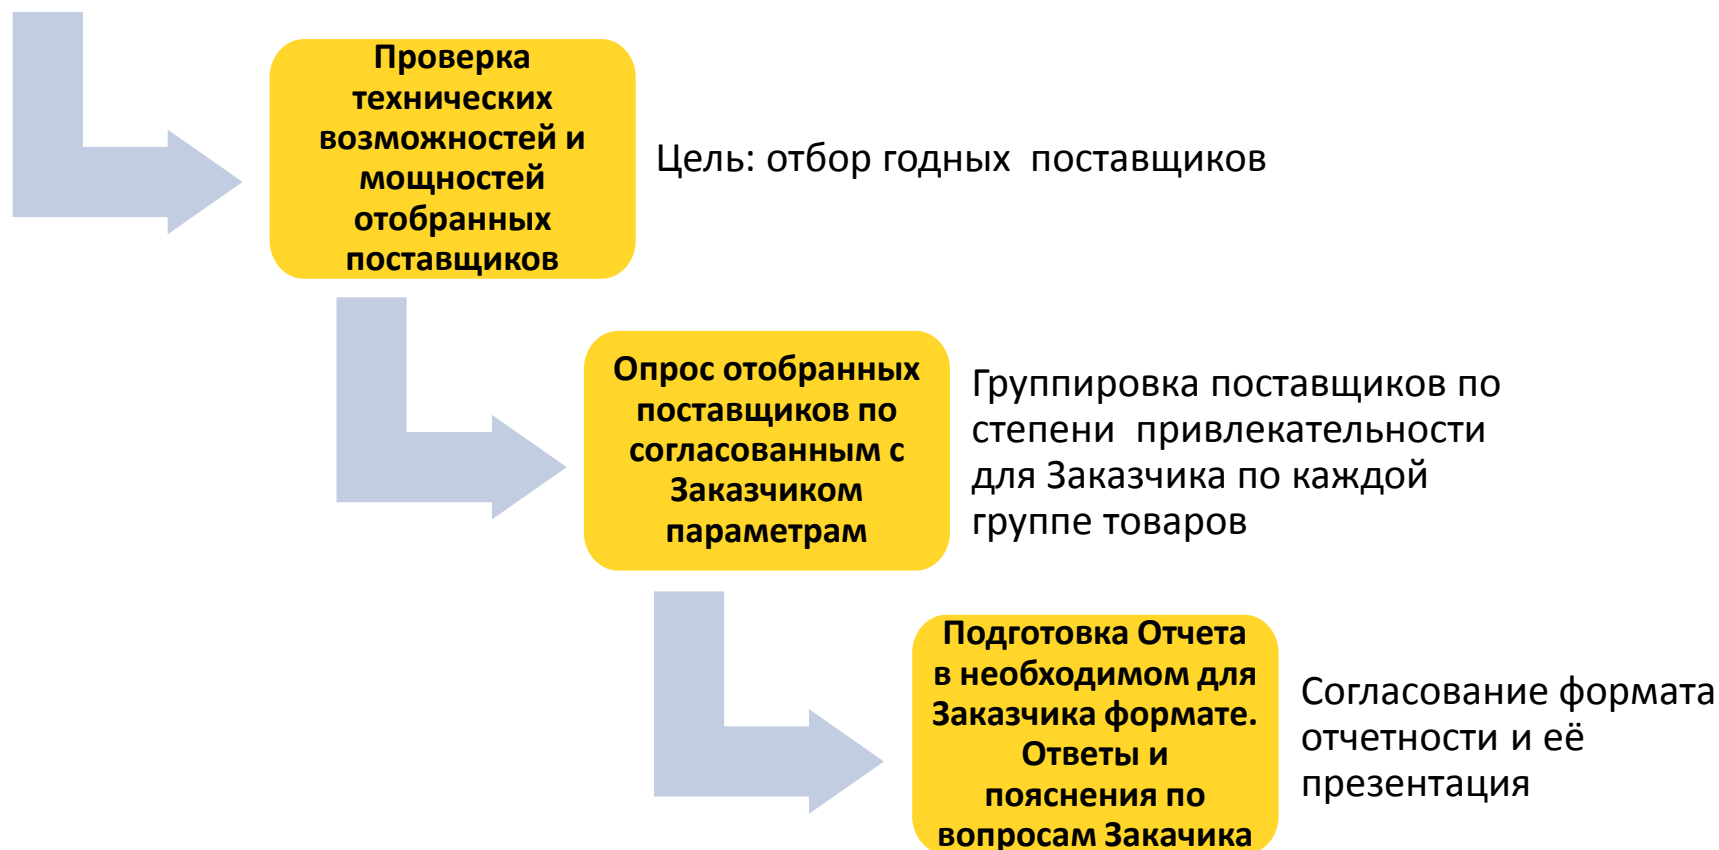 Проверка
технических
возможностей и
мощностей
отобранных
поставщиков
Цель: отбор годных  поставщиков
Опрос отобранных
поставщиков по
согласованным с
Заказчиком
параметрам
Группировка поставщиков по
степени  привлекательности
для Заказчика по каждой
группе товаров
Подготовка Отчета
в необходимом для
Заказчика формате.
Ответы и
пояснения по
вопросам Закачика
Согласование формата
отчетности и её
презентация